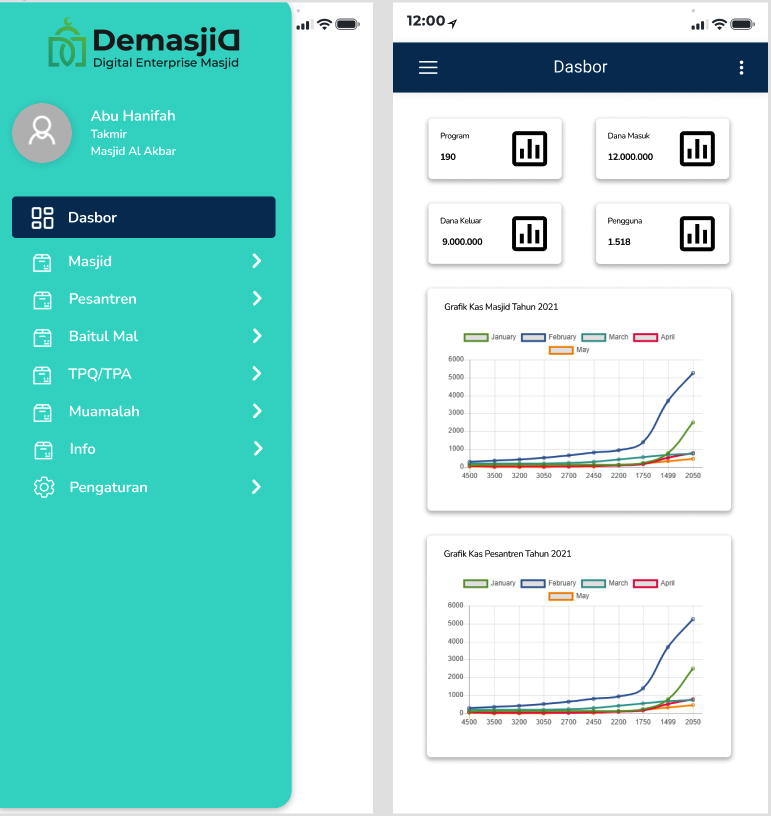 DemasjiD
Digital Enterprise Masjid
Abu Hanifah
Takmir
Masjid Al Akbar
Dasbor
Masjid
Pesantren
Baitul Mal
TPQ/TPA
Muamalah
Info
Pengaturan
12:00
Dasbor
Program
190
Dana Masuk
12.000.000
Dana Keluar
9.000.000
Pengguna
1.518
Grafik Kas Masjid Tahun 2021
January February March April
May
6000
5000
4000
3000
2000
1000
0
4500 3500 3200 3050 2700 2450 2200 1750 1499 2050
Grafik Kas Pesantren Tahun 2021
January February March April
May
6000
5000
4000
3000
2000
1000
0
4500 3500 3200 3050 2700 2450 2200 1750 1499 2050